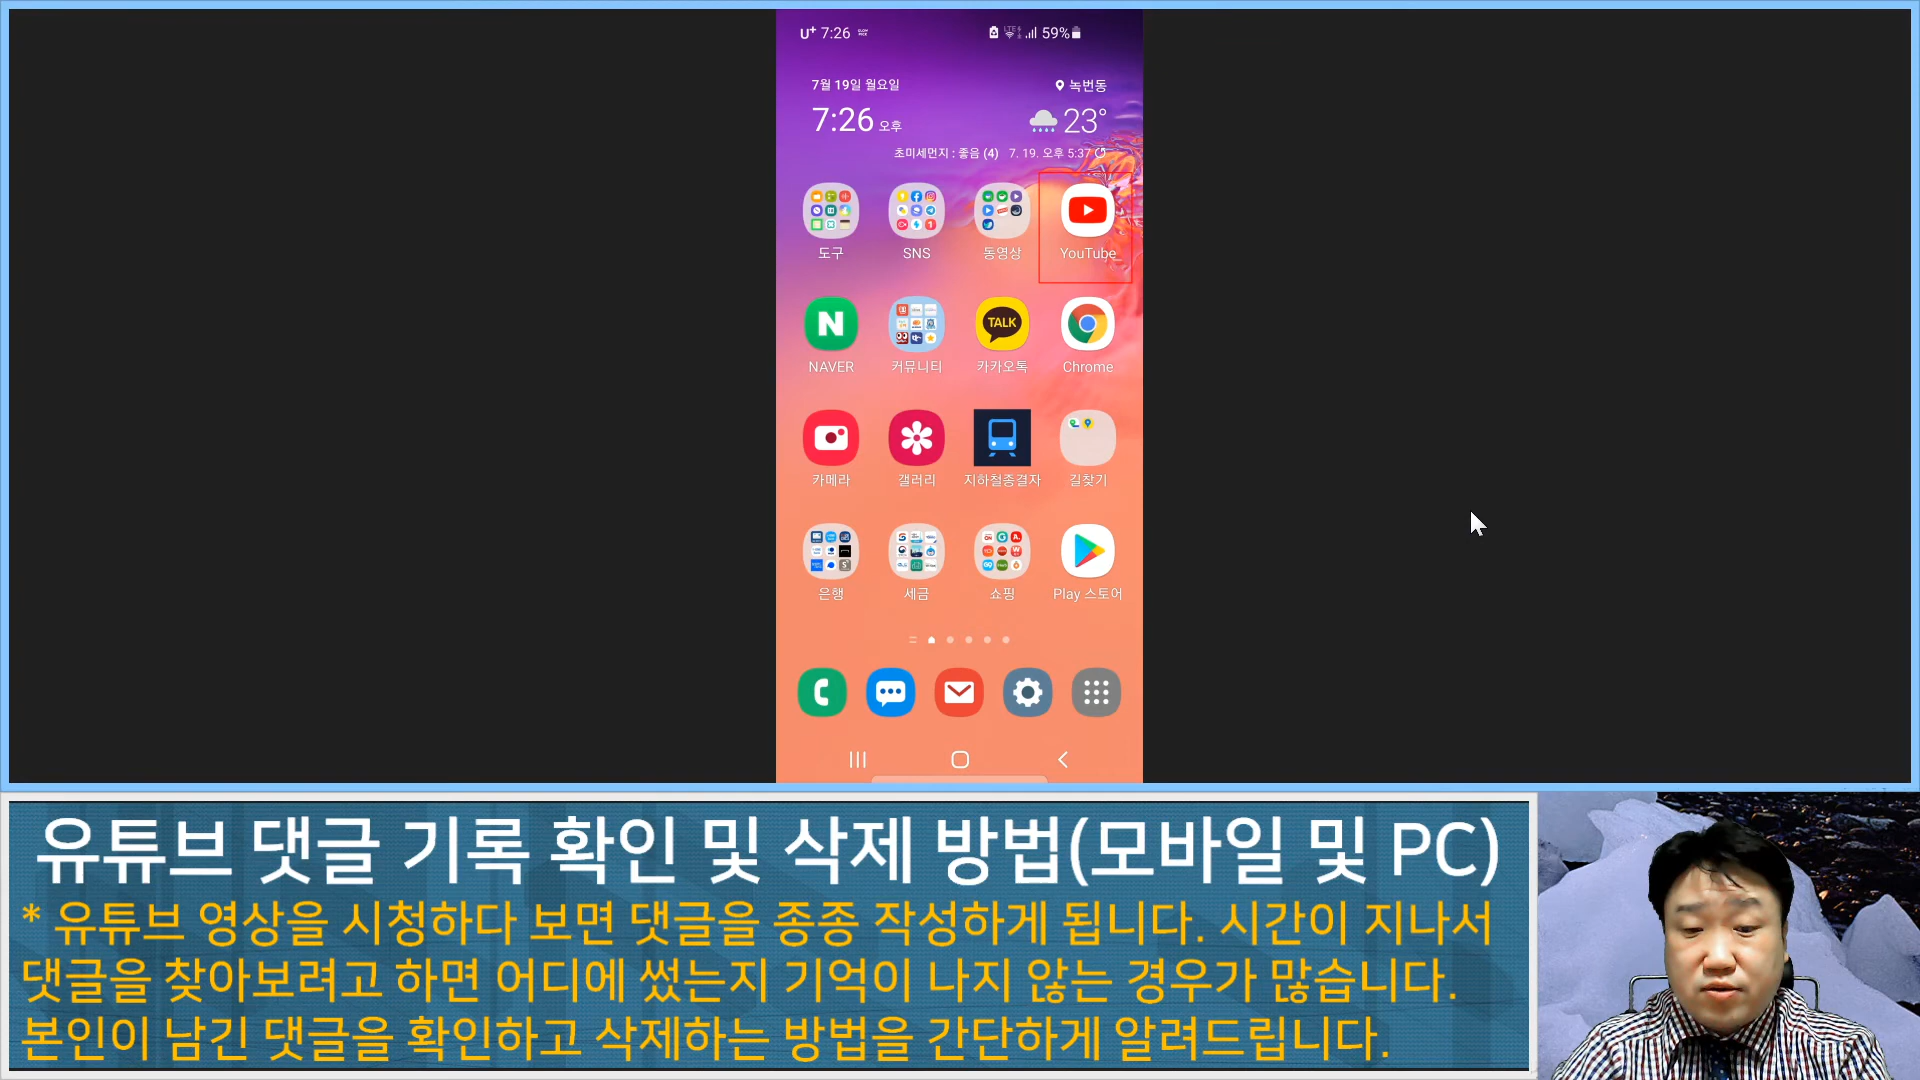 U+ 7:26
59%
7월 19일 월요일
녹번동
7:26 오후
23°
초미세먼지 : 좋음 (4) 7. 19. 오후 5:37
도구
SNS
동영상
YouTube
N
TALK
NAVER
커뮤니티
카카오톡
Chrome
카메라
갤러리
지하철종결자
길찾기
은행
세금
쇼핑
Play 스토어
유튜브 댓글 기록 확인 및 삭제 방법(모바일 및 PC)
* 유튜브 영상을 시청하다 보면 댓글을 종종 작성하게 됩니다. 시간이 지나서
댓글을 찾아보려고 하면 어디에 썼는지 기억이 나지 않는 경우가 많습니다.
본인이 남긴 댓글을 확인하고 삭제하는 방법을 간단하게 알려드립니다.